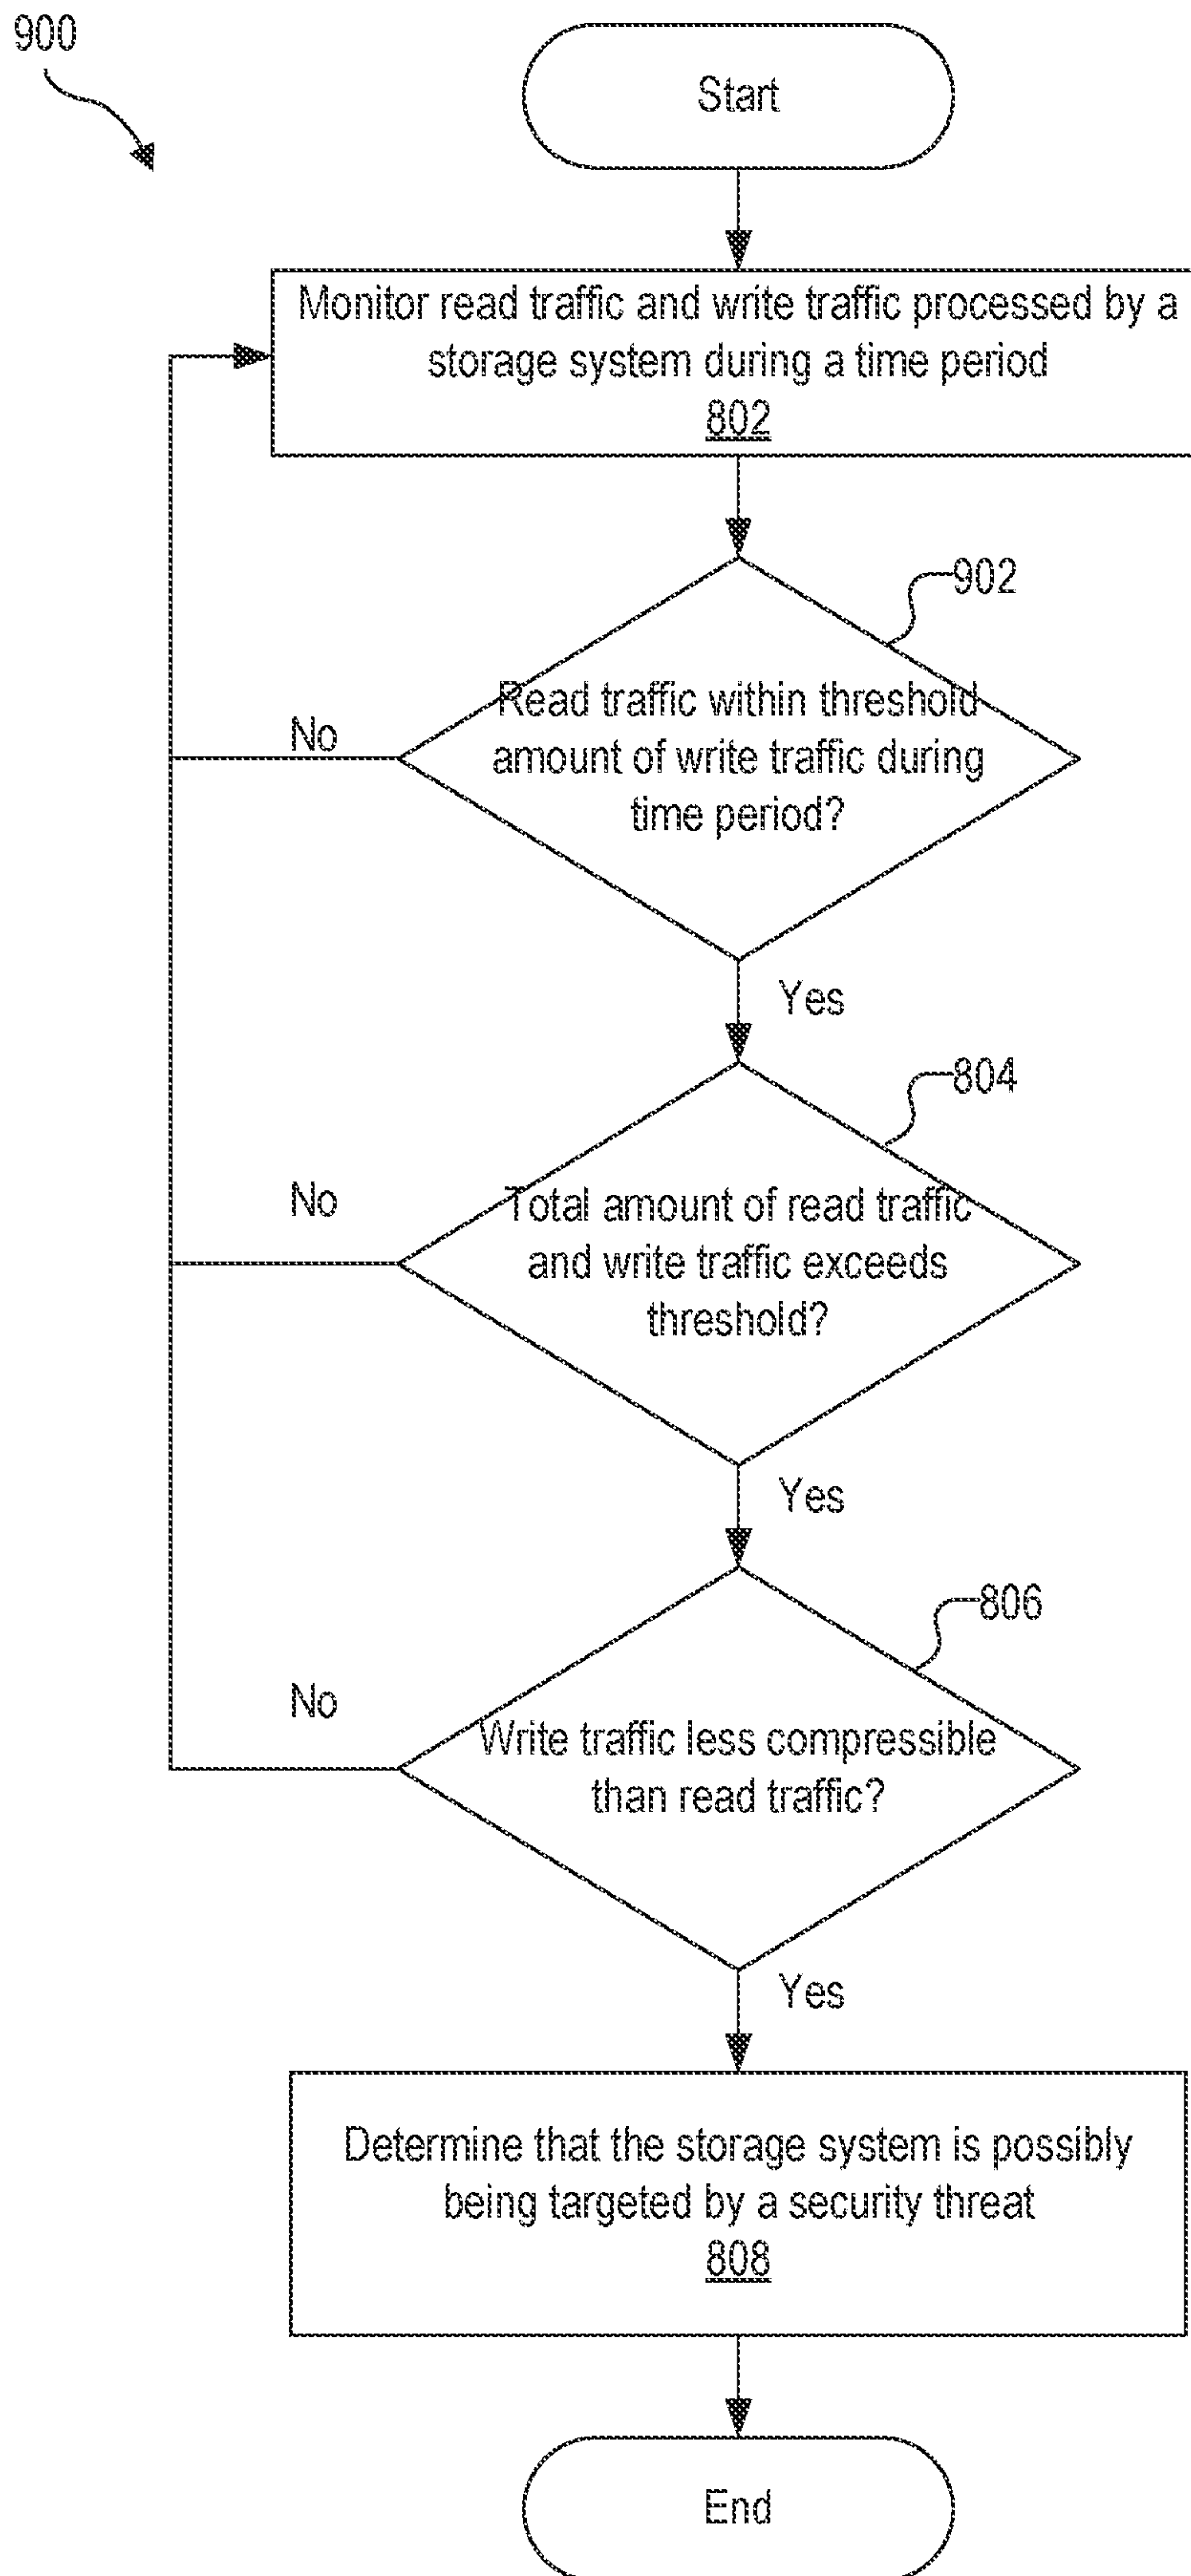 900
Start
Monitor read traffic and write traffic processed by a
storage system during a time period
802
902
Read traffic within threshold
amount of write traffic during
time period?
No
Yes
804
Total amount of read traffic
and write traffic exceeds
threshold?
No
Yes
806
Write traffic less compressible
than read traffic?
No
Yes
Determine that the storage system is possibly
being targeted by a security threat
808
End